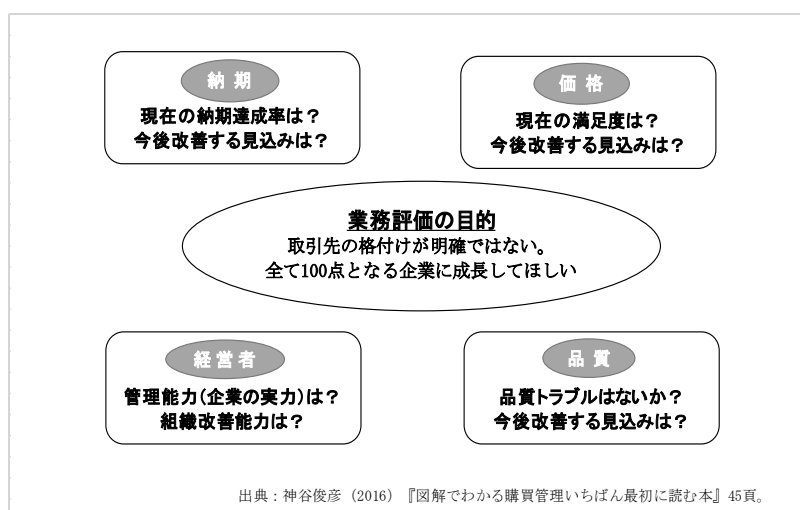 納期
現在の納期達成率は？
今後改善する見込みは？
価格
現在の満足度は？
今後改善する見込みは？
業務評価の目的
取引先の格付けが明確ではない。
全て100点となる企業に成長してほしい
経営者
管理能力(企業の実力)は？
組織改善能力は？
品質
品質トラブルはないか？
今後改善する見込みは？
出典：神谷俊彦（2016）『図解でわかる購買管理いちばん最初に読む本』45頁。